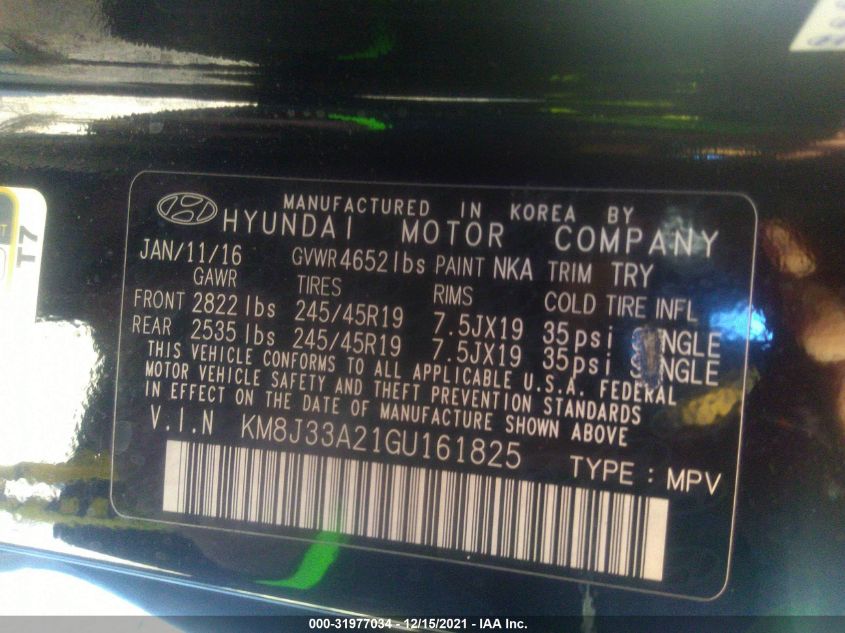 MANUFACTURED IN KOREA BY
HYUNDAI MOTOR COMPANY
JAN/11/16 GVWR 4652 lbs PAINT NKA TRIM TRY
GAWR TIRES RIMS COLD TIRE INFL
FRONT 2822 lbs 245/45R19 7.5JX19 35psi SINGLE
REAR 2535 lbs 245/45R19 7.5JX19 35psi SINGLE
THIS VEHICLE CONFORMS TO ALL APPLICABLE U.S.A. FEDERAL
MOTOR VEHICLE SAFETY AND THEFT PREVENTION STANDARDS
IN EFFECT ON THE DATE OF MANUFACTURE SHOWN ABOVE
V.I.N KM8J33A21GU161825 TYPE : MPV
T7
000-31977034 - 12/15/2021 - IAA Inc.